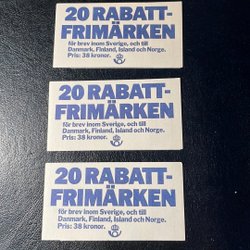 20 RABATT-
FRIMÄRKEN
för brev inom Sverige, och till
Danmark, Finland, Island och Norge.
Pris: 38 kronor.
20 RABATT-
FRIMÄRKEN
för brev inom Sverige, och till
Danmark, Finland, Island och Norge.
Pris: 38 kronor.
20 RABATT-
FRIMÄRKEN
för brev inom Sverige, och till
Danmark, Finland, Island och Norge.
Pris: 38 kronor.